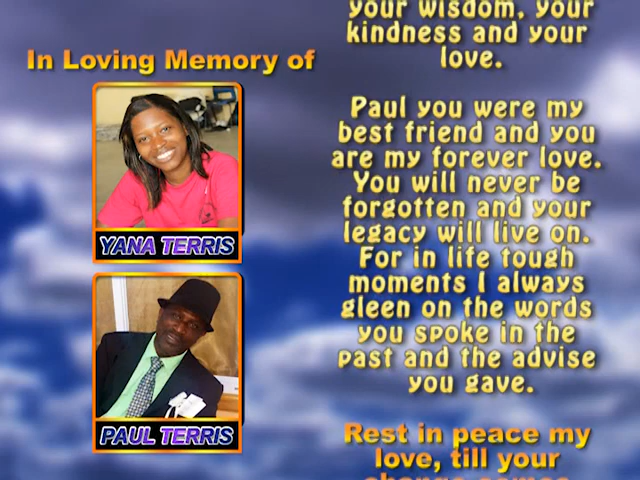 In Loving Memory of
YANA TERRIS
PAUL TERRIS
your wisdom, your
kindness and your
love.
Paul you were my
best friend and you
are my forever love.
You will never be
forgotten and your
legacy will live on.
For in life tough
moments I always
gleen on the words
you spoke in the
past and the advise
you gave.
Rest in peace my
love, till your
change comes